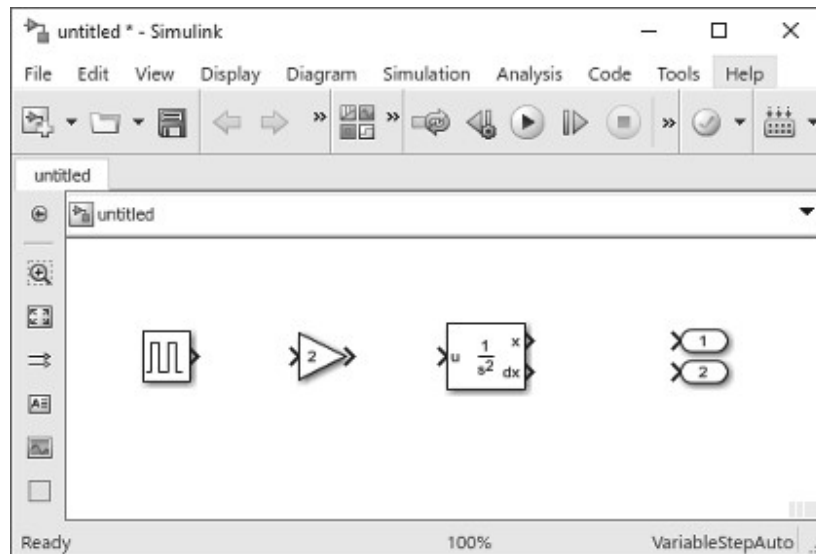 untitled * - Simulink
File Edit View Display Diagram Simulation Analysis Code Tools Help
untitled
untitled
2
u 1 s2 x dx
1
2
Ready 100% VariableStepAuto